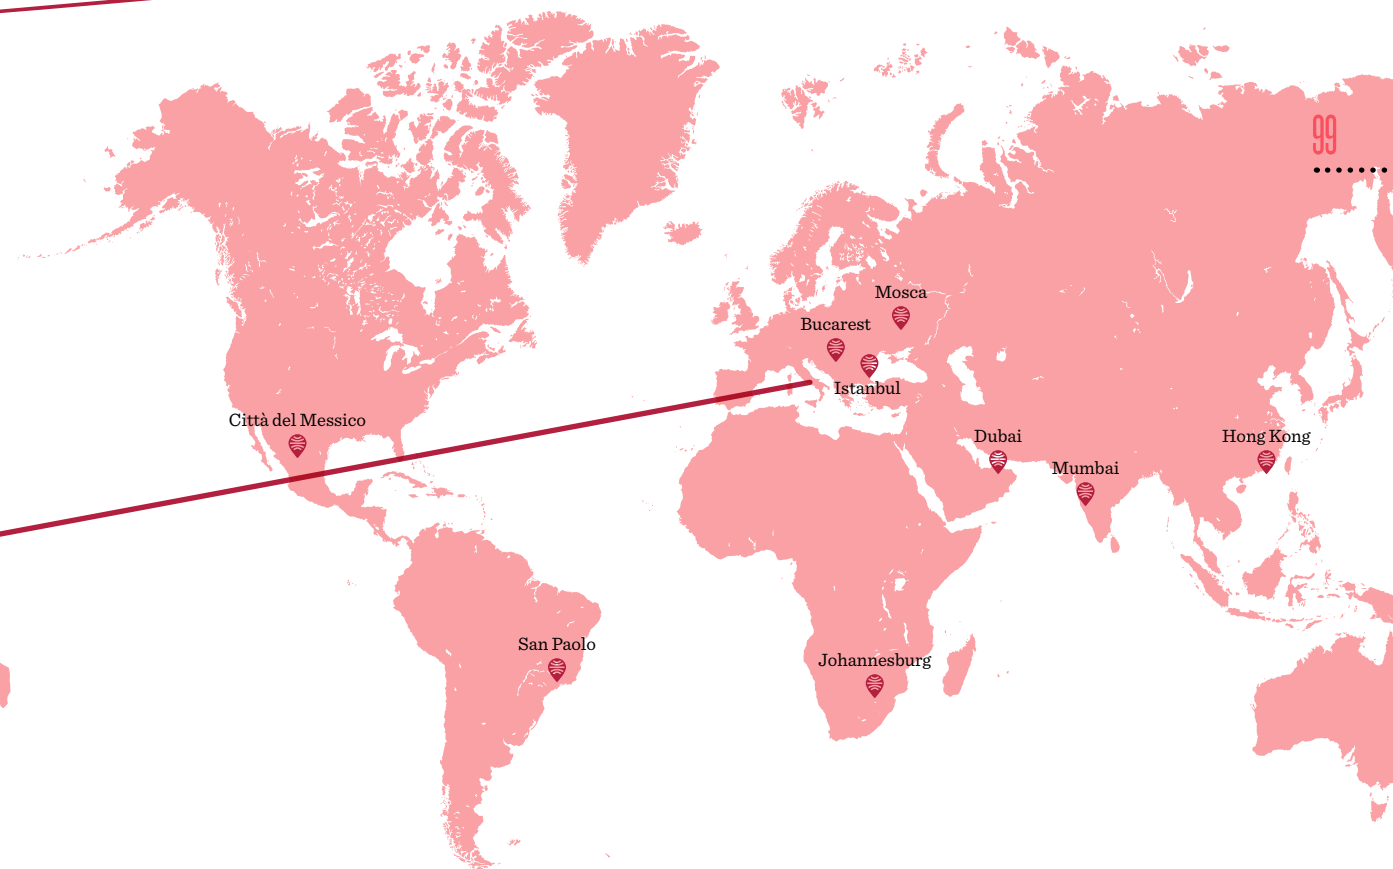 99
Mosca
Bucarest
Istanbul
Città del Messico
Dubai
Hong Kong
Mumbai
San Paolo
Johannesburg